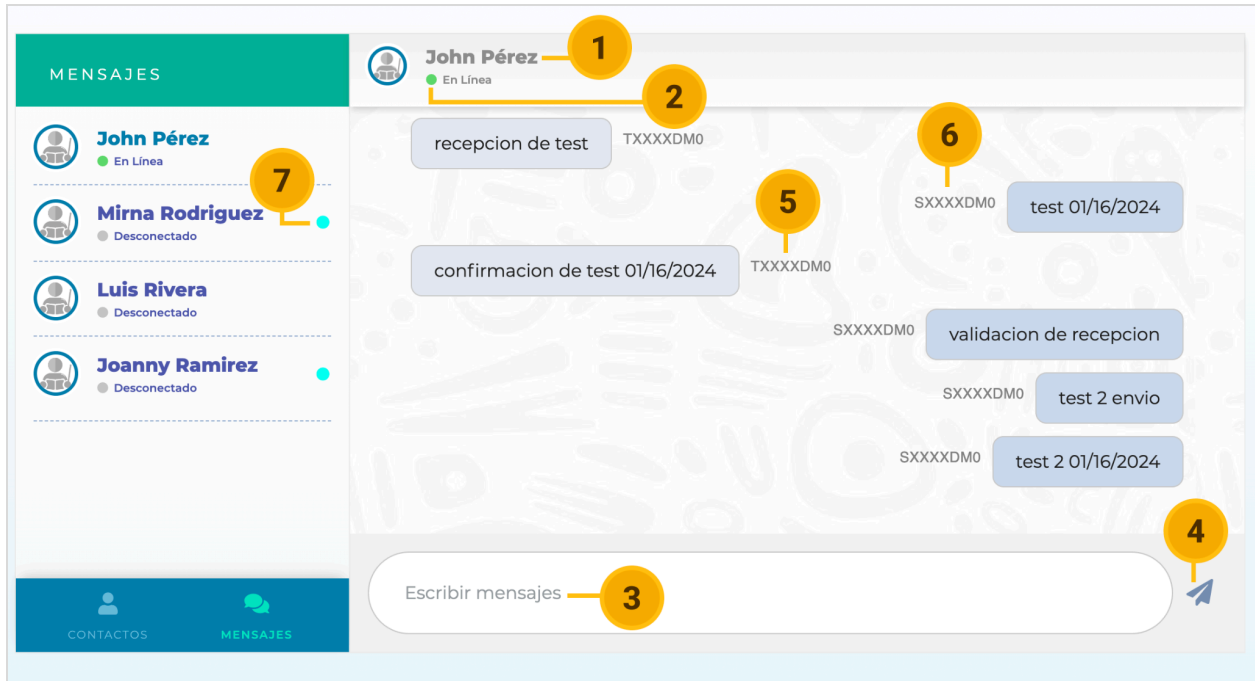 MENSAJES
John Pérez
En Línea
7
Mirna Rodriguez
Desconectado
Luis Rivera
Desconectado
Joanny Ramirez
Desconectado
CONTACTOS
MENSAJES
John Pérez
1
En Línea
2
recepcion de test
TXXXXDM0
6
SXXXXDM0
test 01/16/2024
5
confirmacion de test 01/16/2024
TXXXXDM0
SXXXXDM0
validacion de recepcion
SXXXXDM0
test 2 envio
SXXXXDM0
test 2 01/16/2024
4
Escribir mensajes
3